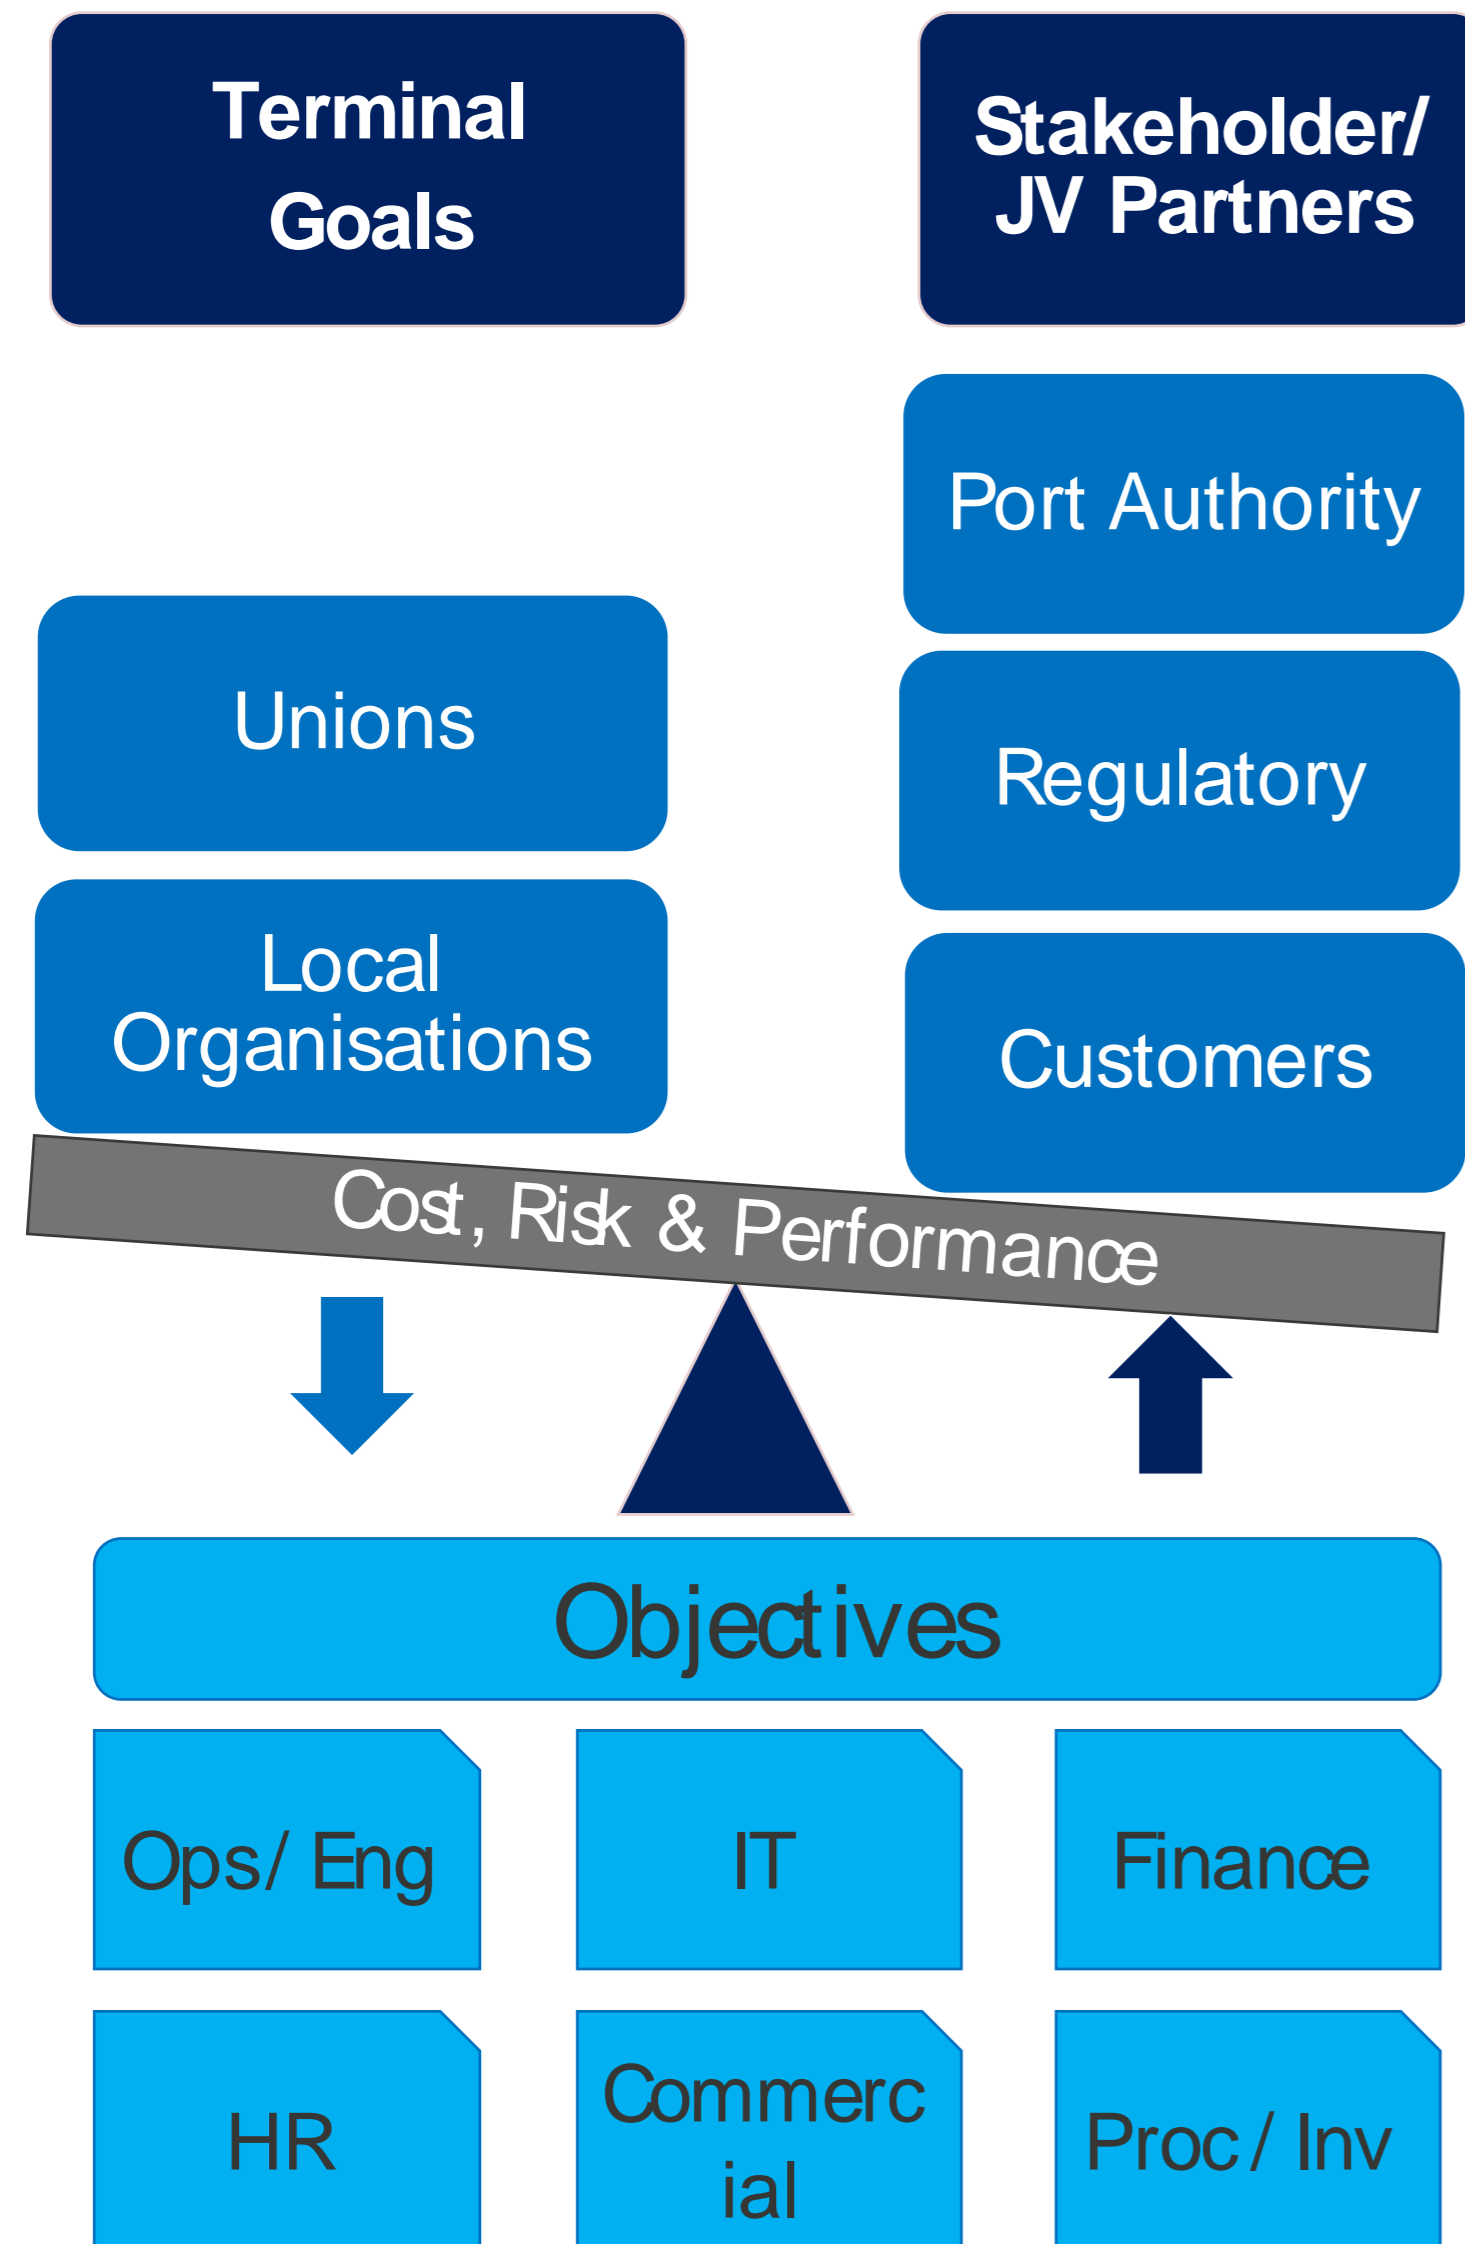 Terminal
Goals
Stakeholder/
JV Partners
Port Authority
Unions
Regulatory
Local
Organisations
Customers
Cost, Risk & Performance
Objectives
Ops/ Eng
IT
Finance
HR
Commerc
ial
Proc/ Inv